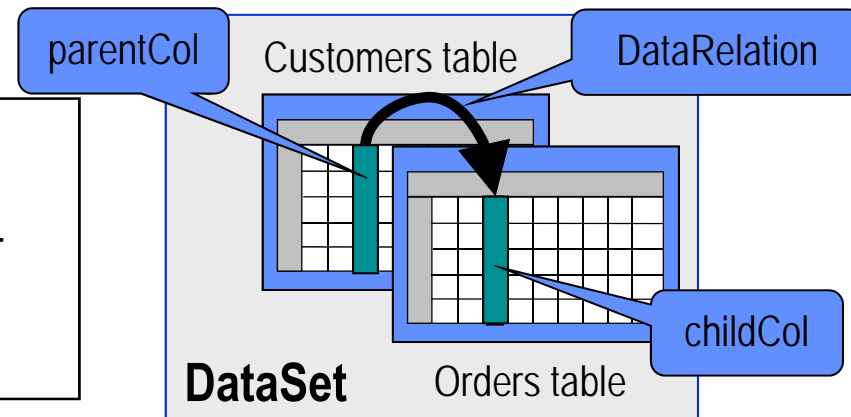 parentCol
Customers table
DataRelation
childCol
DataSet
Orders table